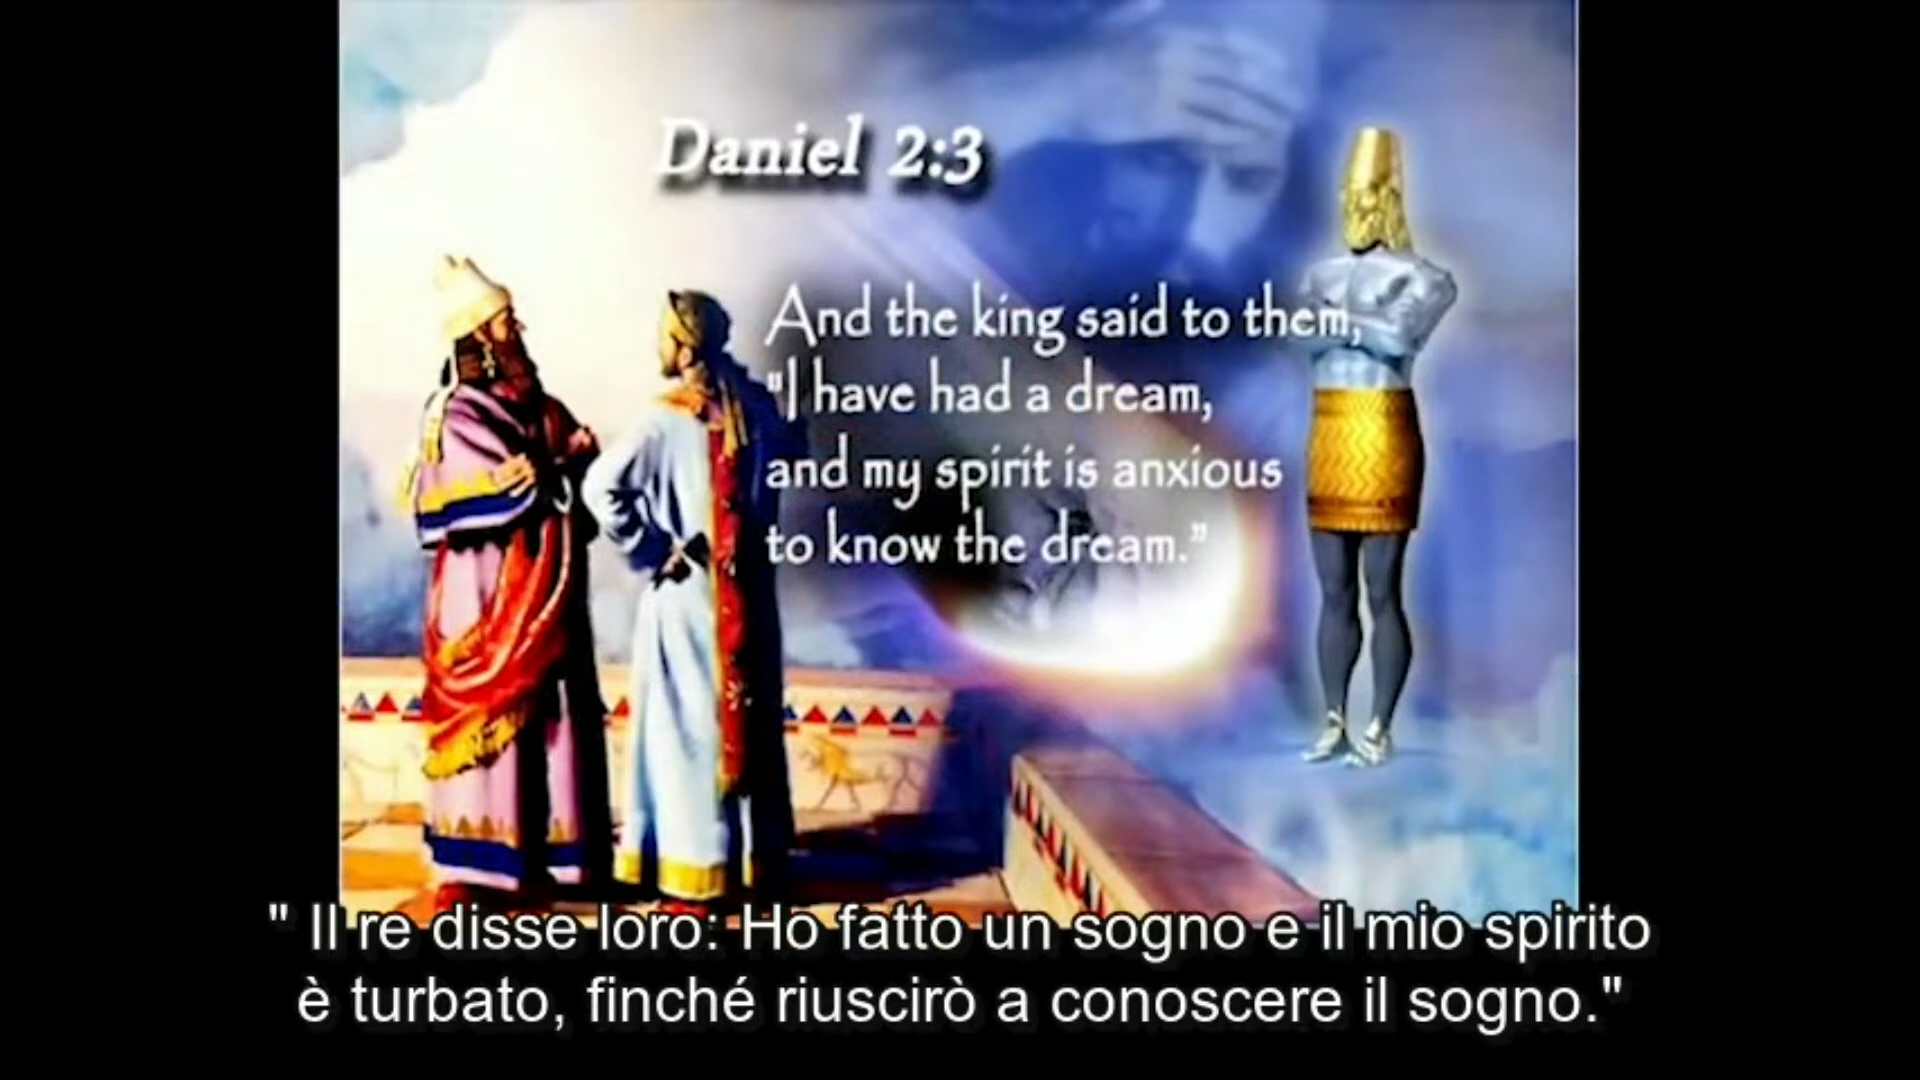 Daniel 2:3
And the king said to them,
"I have had a dream,
and my spirit is anxious
to know the dream.”
" Il re disse loro: Ho fatto un sogno e il mio spirito
è turbato, finché riuscirò a conoscere il sogno."